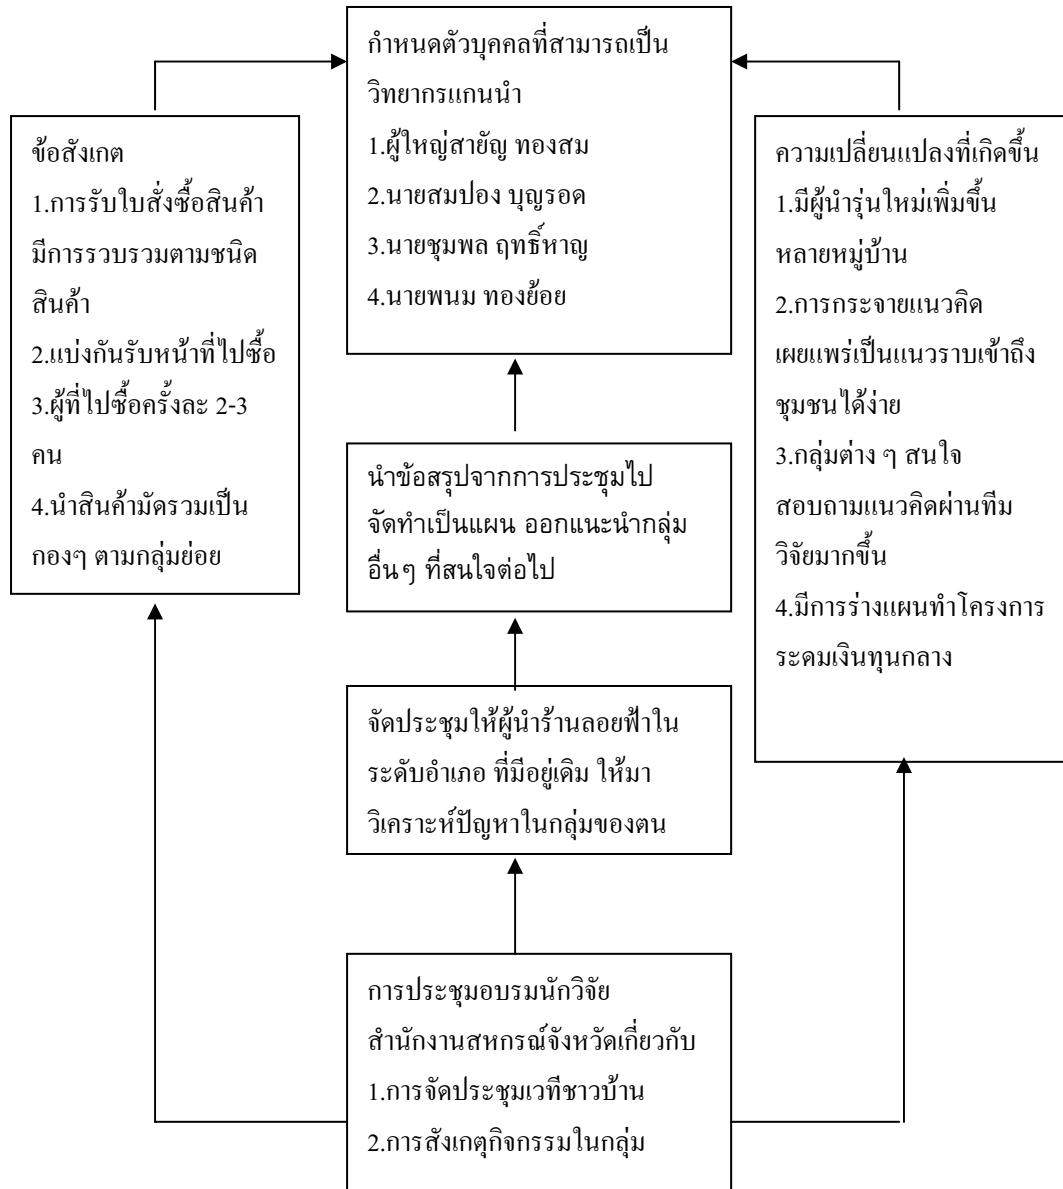 กำหนดตัวบุคคลที่สามารถเป็น
วิทยากรแกนนำ
1.ผู้ใหญ่สายัญ ทองสม
2.นายสมปอง บุญรอด
3.นายชุมพล ฤทธิ์หาญ
4.นายพนม ทองย้อย
ข้อสังเกต
1.การรับใบสั่งซื้อสินค้า
มีการรวบรวมตามชนิด
สินค้า
2.แบ่งกันรับหน้าที่ไปซื้อ
3.ผู้ที่ไปซื้อครั้งละ 2-3
คน
4.นำสินค้ามัดรวมเป็น
กองๆ ตามกลุ่มย่อย
ความเปลี่ยนแปลงที่เกิดขึ้น
1.มีผู้นำรุ่นใหม่เพิ่มขึ้น
หลายหมู่บ้าน
2.การกระจายแนวคิด
เผยแพร่เป็นแนวราบเข้าถึง
ชุมชนได้ง่าย
3.กลุ่มต่าง ๆ สนใจ
สอบถามแนวคิดผ่านทีม
วิจัยมากขึ้น
4.มีการร่างแผนทำโครงการ
ระดมเงินทุนกลาง
นำข้อสรุปจากการประชุมไป
จัดทำเป็นแผน ออกแนะนำกลุ่ม
อื่นๆ ที่สนใจต่อไป
จัดประชุมให้ผู้นำร้านลอยฟ้าใน
ระดับอำเภอ ที่มีอยู่เดิม ให้มา
วิเคราะห์ปัญหาในกลุ่มของตน
การประชุมอบรมนักวิจัย
สำนักงานสหกรณ์จังหวัดเกี่ยวกับ
1.การจัดประชุมเวทีชาวบ้าน
2.การสังเกตุกิจกรรมในกลุ่ม